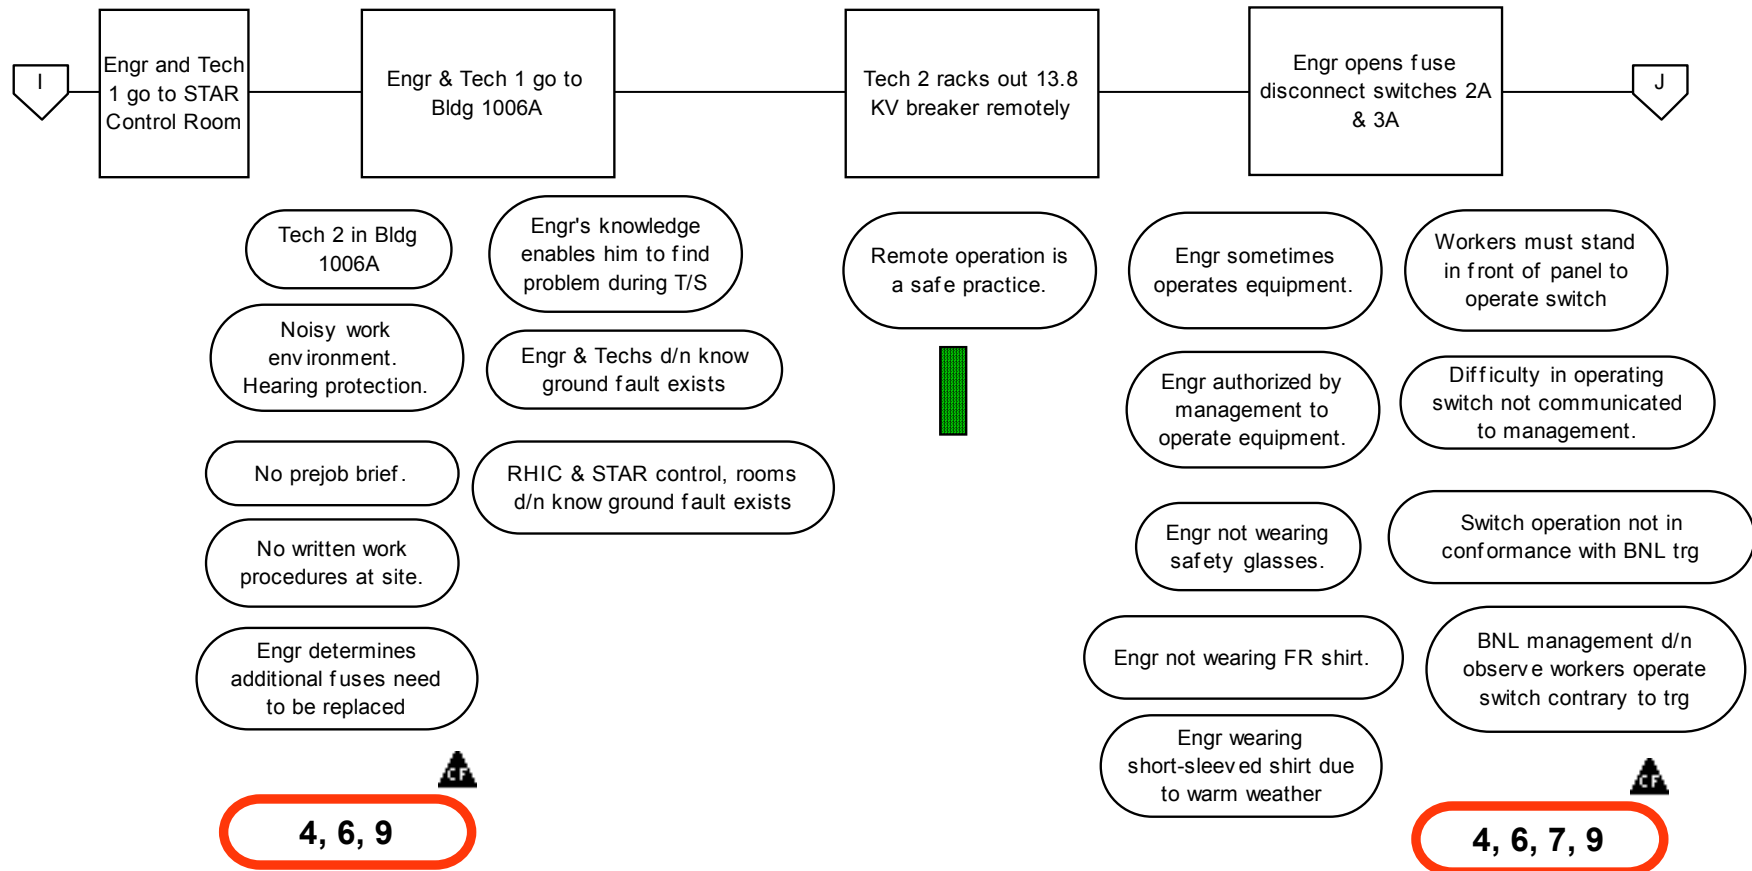 I
Engr and Tech
1 go to STAR
Control Room
Engr & Tech 1 go to
Bldg 1006A
Tech 2 racks out 13.8
KV breaker remotely
Engr opens fuse
disconnect switches 2A
& 3A
J
Tech 2 in Bldg
1006A
Noisy work
environment.
Hearing protection.
No prejob brief.
No written work
procedures at site.
Engr determines
additional fuses need
to be replaced
CF
4, 6, 9
Engr's knowledge
enables him to find
problem during T/S
Engr & Techs d/n know
ground fault exists
RHIC & STAR control, rooms
d/n know ground fault exists
Remote operation is
a safe practice.
Engr sometimes
operates equipment.
Engr authorized by
management to
operate equipment.
Engr not wearing
safety glasses.
Engr not wearing FR shirt.
Engr wearing
short-sleeved shirt due
to warm weather
Workers must stand
in front of panel to
operate switch
Difficulty in operating
switch not communicated
to management.
Switch operation not in
conformance with BNL trg
BNL management d/n
observe workers operate
switch contrary to trg
CF
4, 6, 7, 9